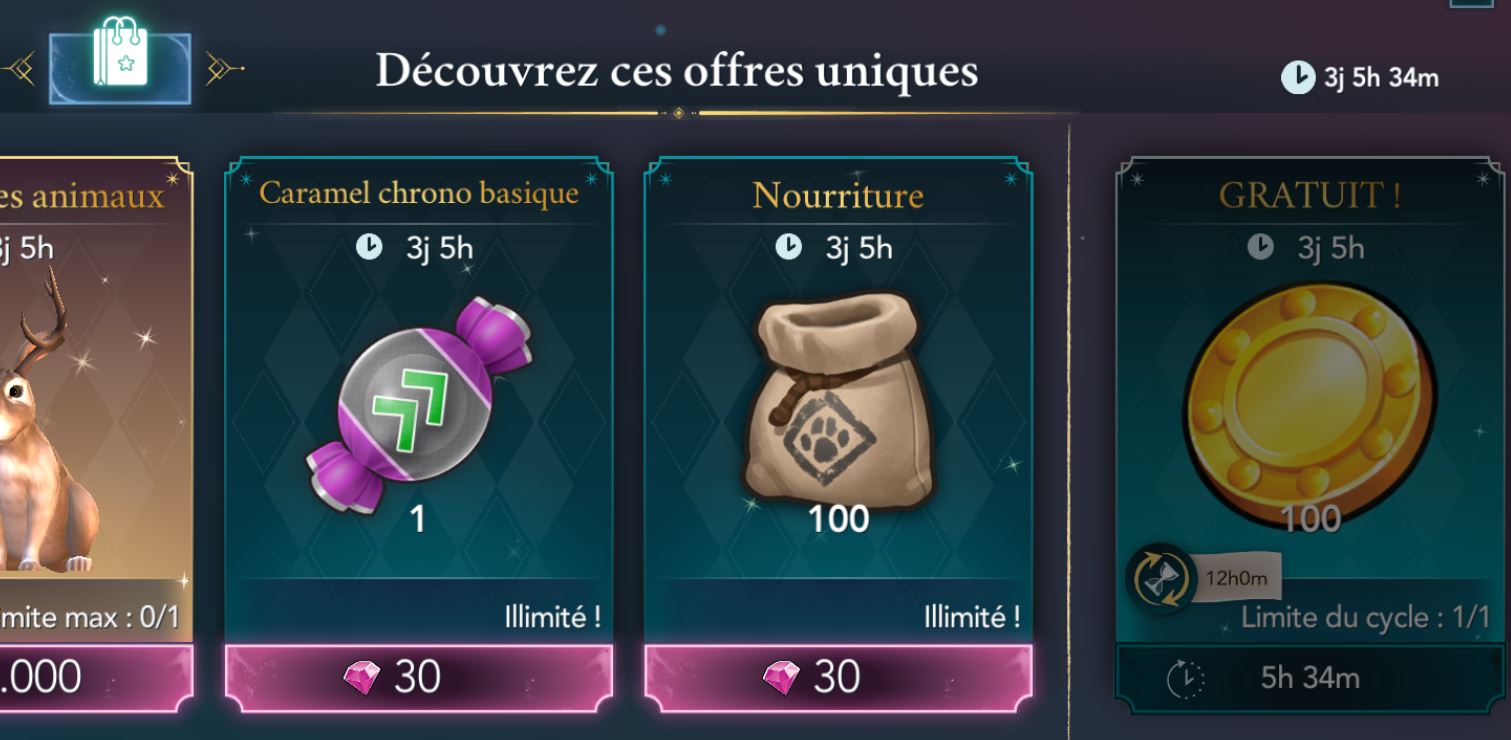 Découvrez ces offres uniques
3j 5h 34m
es animaux
3j 5h
mite max : 0/1
.000
Caramel chrono basique
3j 5h
1
Illimité !
30
Nourriture
3j 5h
100
Illimité !
30
GRATUIT !
3j 5h
100
12h0m
Limite du cycle : 1/1
5h 34m